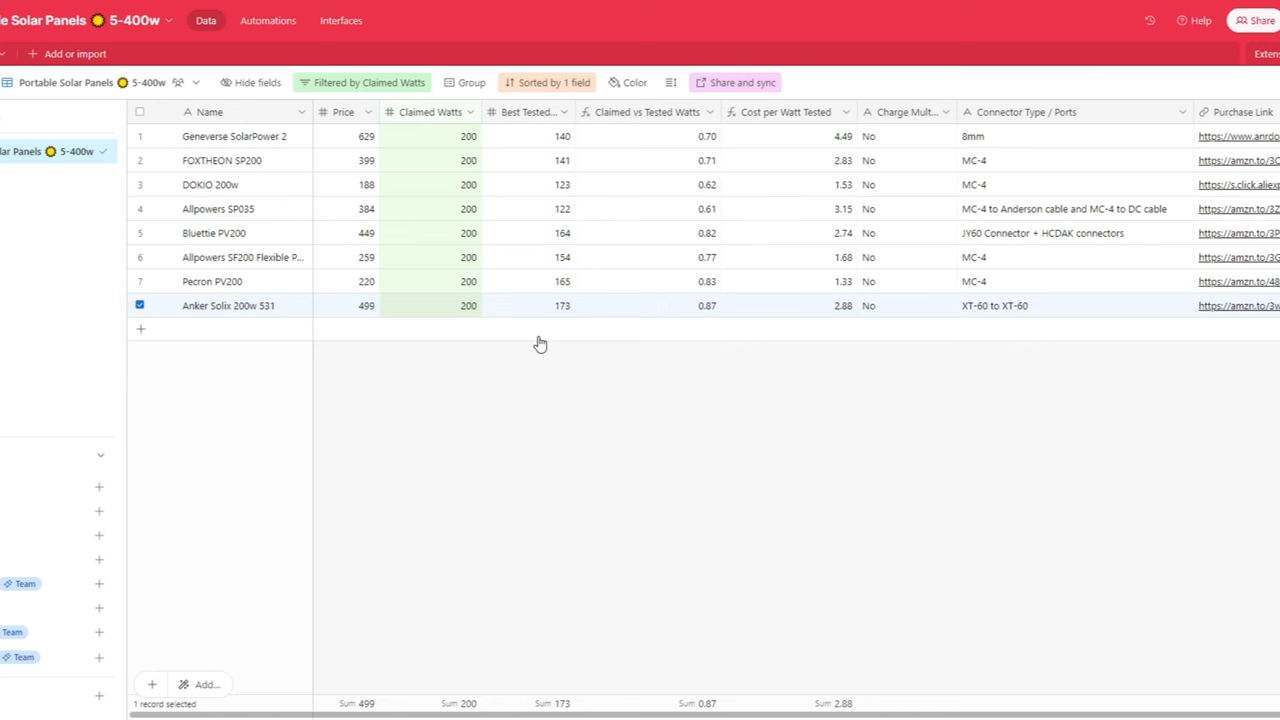 le Solar Panels 5-400w Data Automations Interfaces Help Share
Add or import Exten
Portable Solar Panels 5-400w Hide fields Filtered by Claimed Watts Group Sorted by 1 field Color Share and sync
Name Price Claimed Watts Best Tested... Claimed vs Tested Watts Cost per Watt Tested Charge Mult... Connector Type / Ports Purchase Link
1 Geneverse SolarPower 2 629 200 140 0.70 4.49 No 8mm https://www.anrdo
lar Panels 5-400w
2 FOXTHEON SP200 399 200 141 0.71 2.83 No MC-4 https://amzn.to/3C
3 DOKIO 200w 188 200 123 0.62 1.53 No MC-4 https://s.click.aliex
4 Allpowers SP035 384 200 122 0.61 3.15 No MC-4 to Anderson cable and MC-4 to DC cable https://amzn.to/3Z
5 Bluettie PV200 449 200 164 0.82 2.74 No JY60 Connector + HCDAK connectors https://amzn.to/3P
6 Allpowers SF200 Flexible P... 259 200 154 0.77 1.68 No MC-4 https://amzn.to/3G
7 Pecron PV200 220 200 165 0.83 1.33 No MC-4 https://amzn.to/48
Anker Solix 200w 531 499 200 173 0.87 2.88 No XT-60 to XT-60 https://amzn.to/3w
Team
Team
Team
Add...
1 record selected Sum 499 Sum 200 Sum 173 Sum 0.87 Sum 2.88